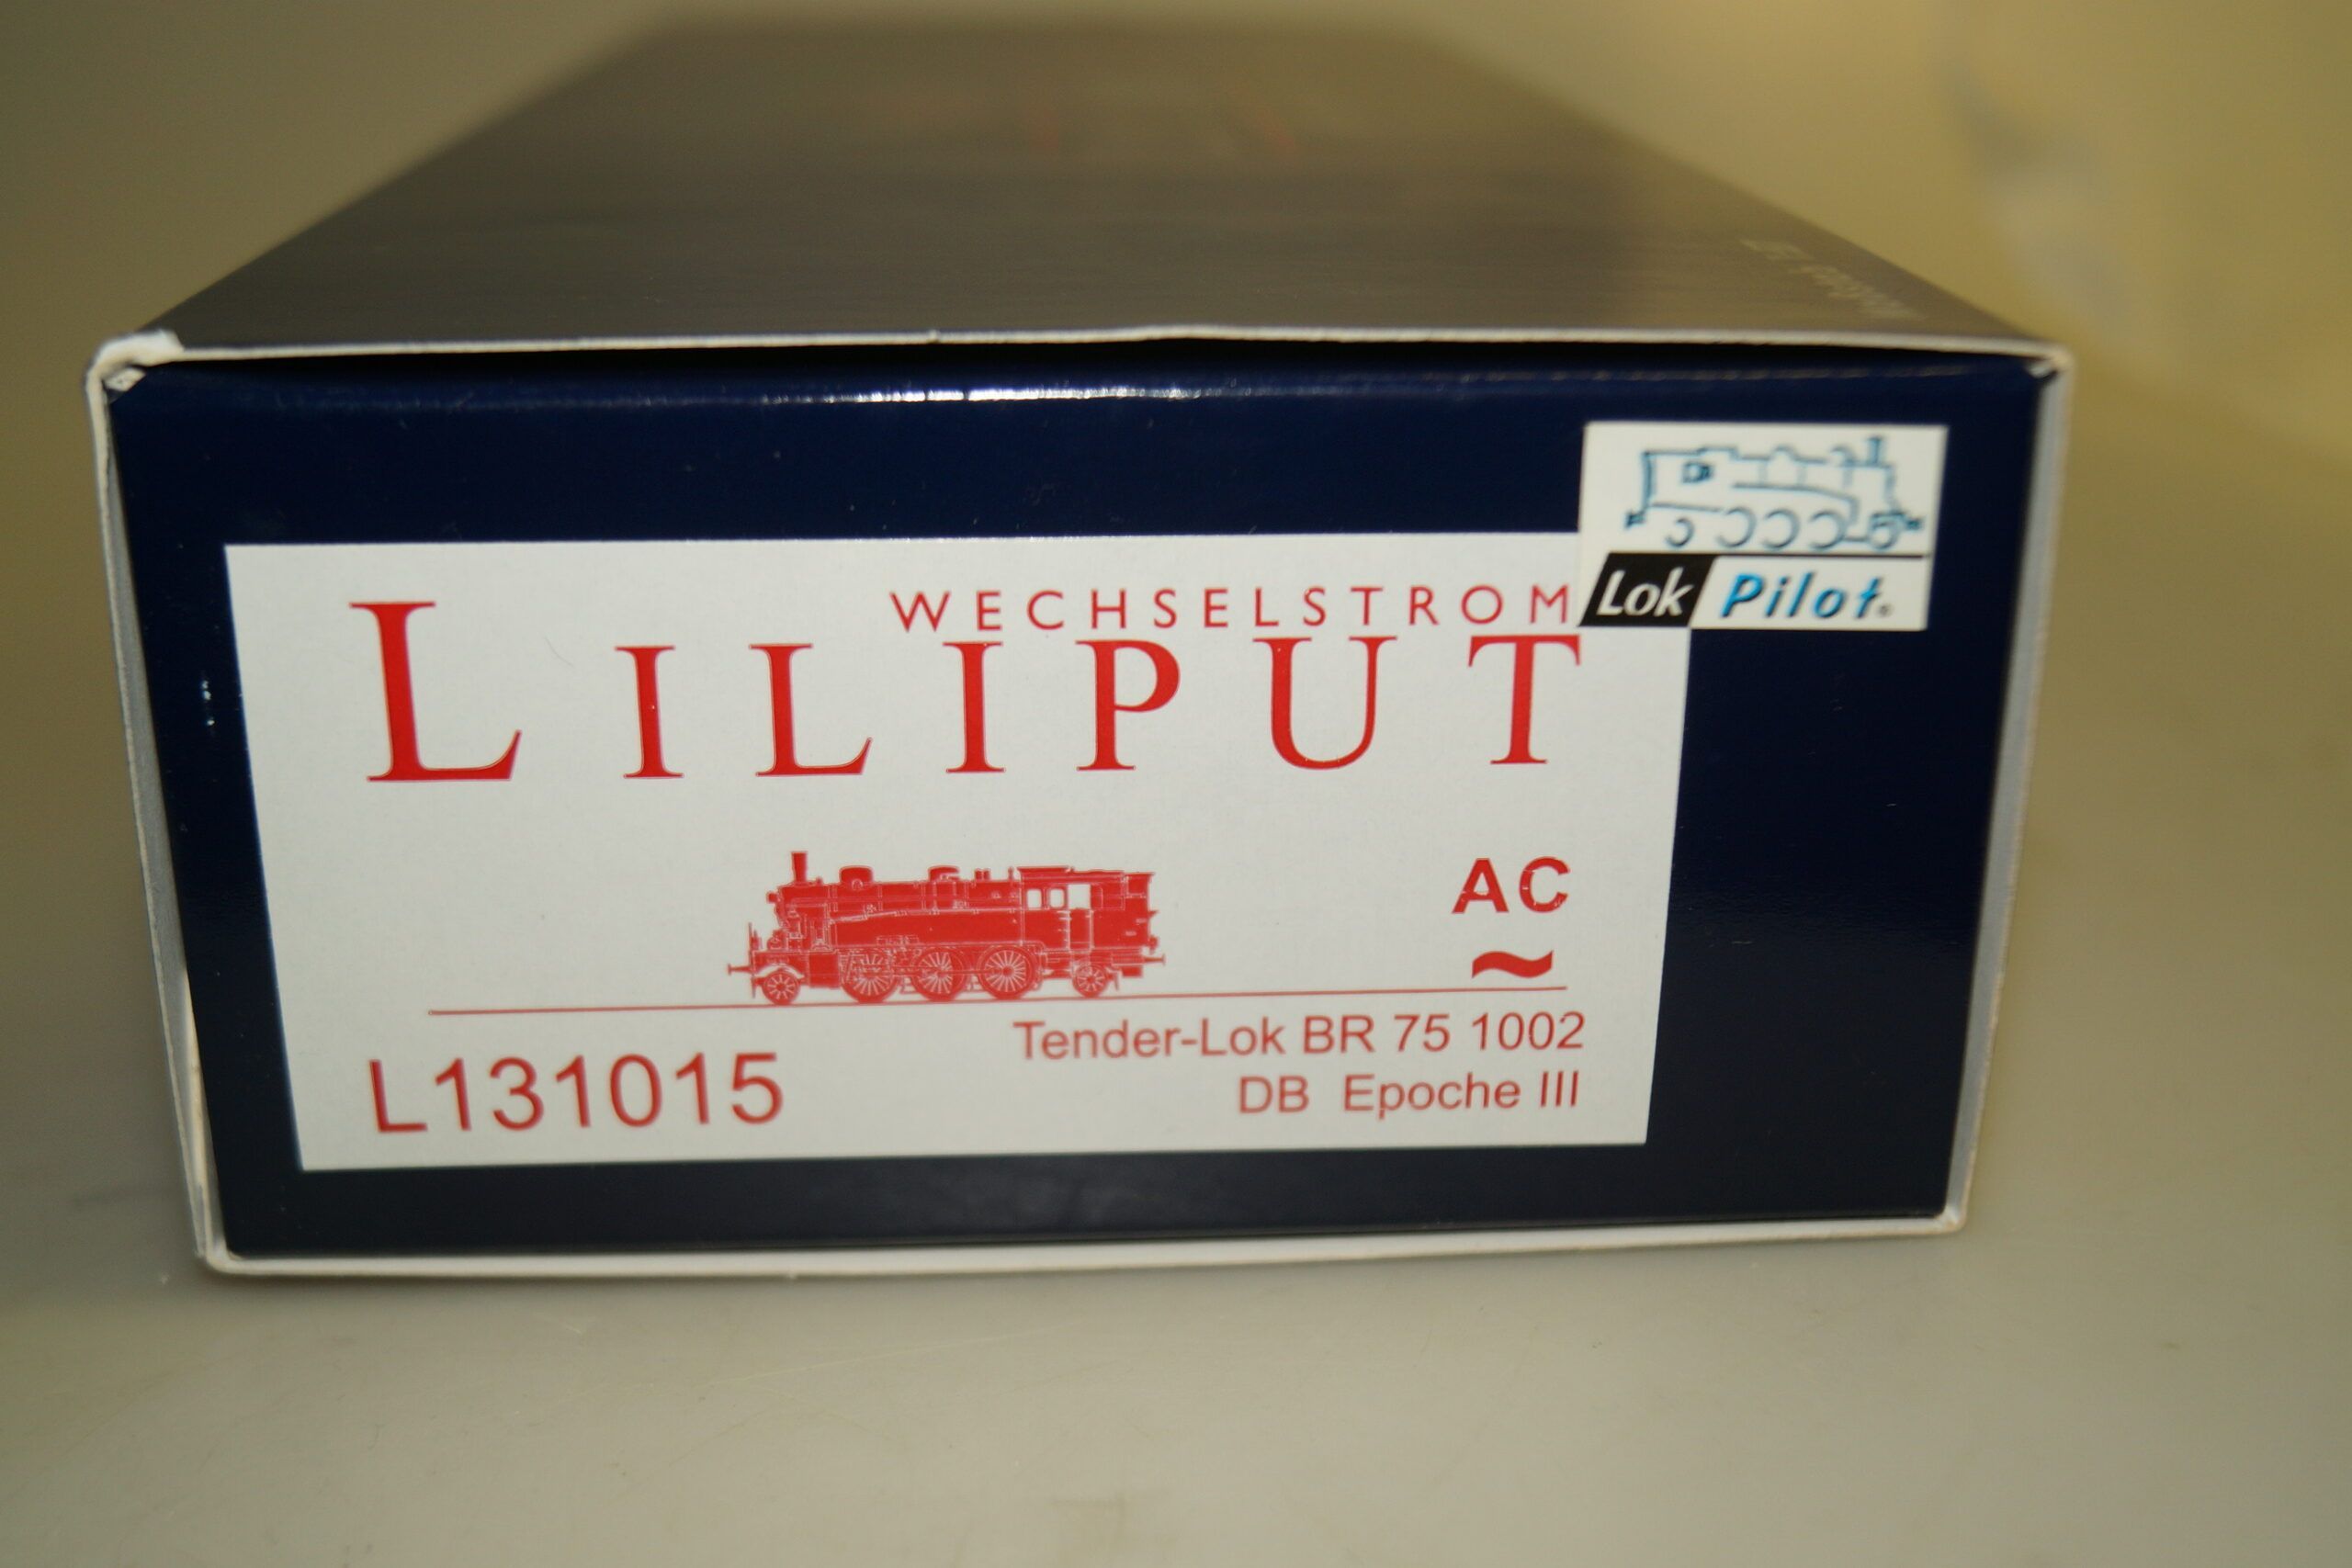 Lok Pilot®
WECHSELSTROM
LILIPUT
AC
~
Tender-Lok BR 75 1002
L131015
DB Epoche III